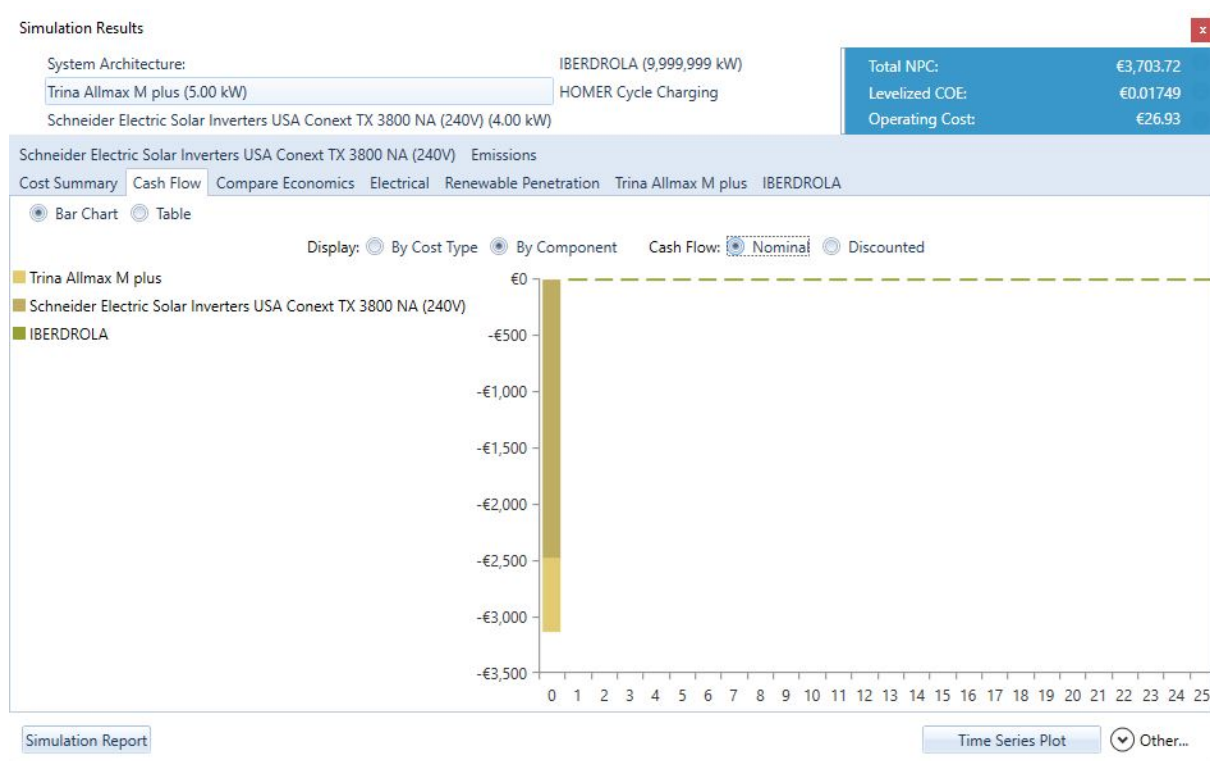 Simulation Results
x
System Architecture:
IBERDROLA (9,999,999 kW)
Total NPC:
€3,703.72
Trina Allmax M plus (5.00 kW)
HOMER Cycle Charging
Levelized COE:
€0.01749
Schneider Electric Solar Inverters USA Conext TX 3800 NA (240V) (4.00 kW)
Operating Cost:
€26.93
Schneider Electric Solar Inverters USA Conext TX 3800 NA (240V) Emissions
Cost Summary Cash Flow Compare Economics Electrical Renewable Penetration Trina Allmax M plus IBERDROLA
Bar Chart Table
Display: By Cost Type By Component Cash Flow: Nominal Discounted
Trina Allmax M plus
Schneider Electric Solar Inverters USA Conext TX 3800 NA (240V)
IBERDROLA
€0
-€500
-€1,000
-€1,500
-€2,000
-€2,500
-€3,000
-€3,500
0 1 2 3 4 5 6 7 8 9 10 11 12 13 14 15 16 17 18 19 20 21 22 23 24 25
Simulation Report
Time Series Plot
Other...